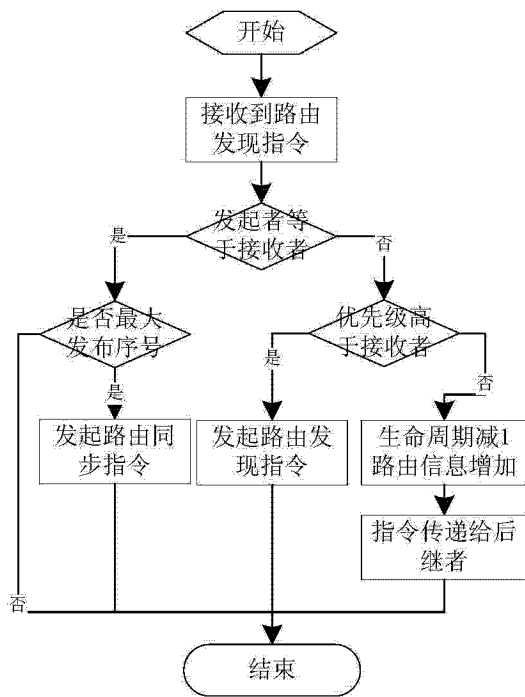 开始
接收到路由
发现指令
发起者等
于接收者
是
否
是否最大
发布序号
优先级高
于接收者
是
是
否
发起路由同
步指令
发起路由发
现指令
生命周期减1
路由信息增加
指令传递给后
继者
否
结束